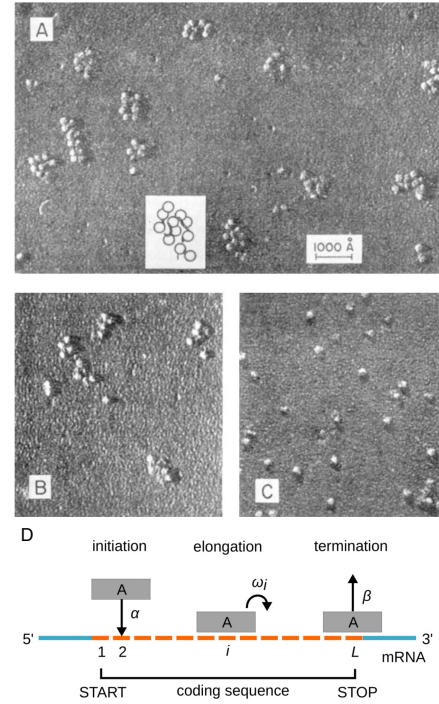 A
1000 Å
B
C
D
initiation elongation termination
A A A
α ωi β
5' 3'
1 2 i L mRNA
START coding sequence STOP